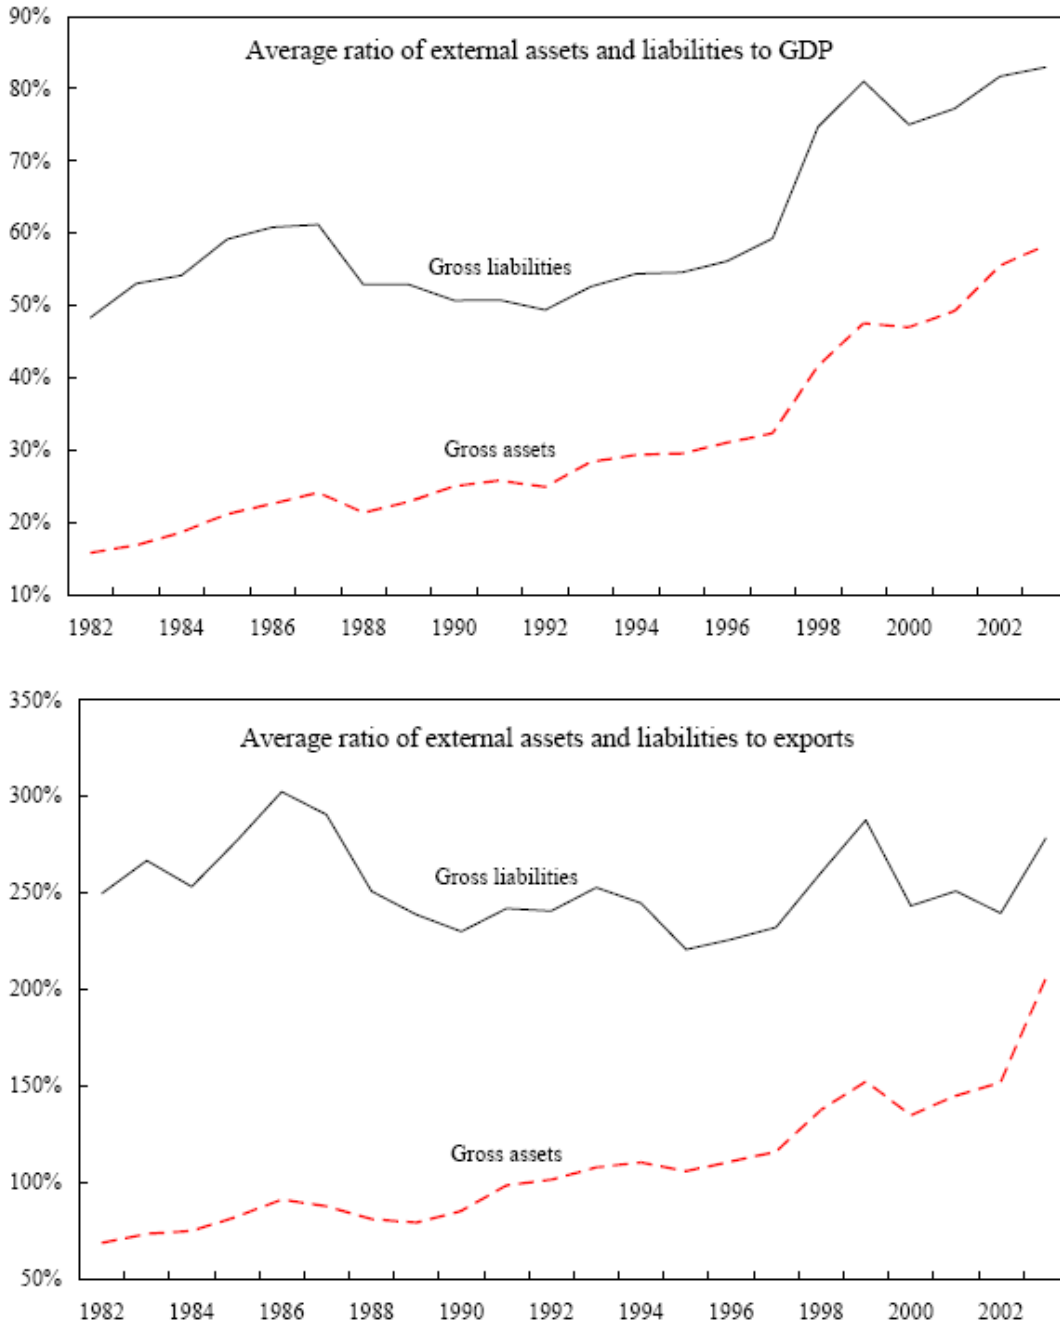 90%
Average ratio of external assets and liabilities to GDP
80%
70%
60%
Gross liabilities
50%
40%
Gross assets
30%
20%
10%
1982 1984 1986 1988 1990 1992 1994 1996 1998 2000 2002
350%
Average ratio of external assets and liabilities to exports
300%
Gross liabilities
250%
200%
150%
Gross assets
100%
50%
1982 1984 1986 1988 1990 1992 1994 1996 1998 2000 2002